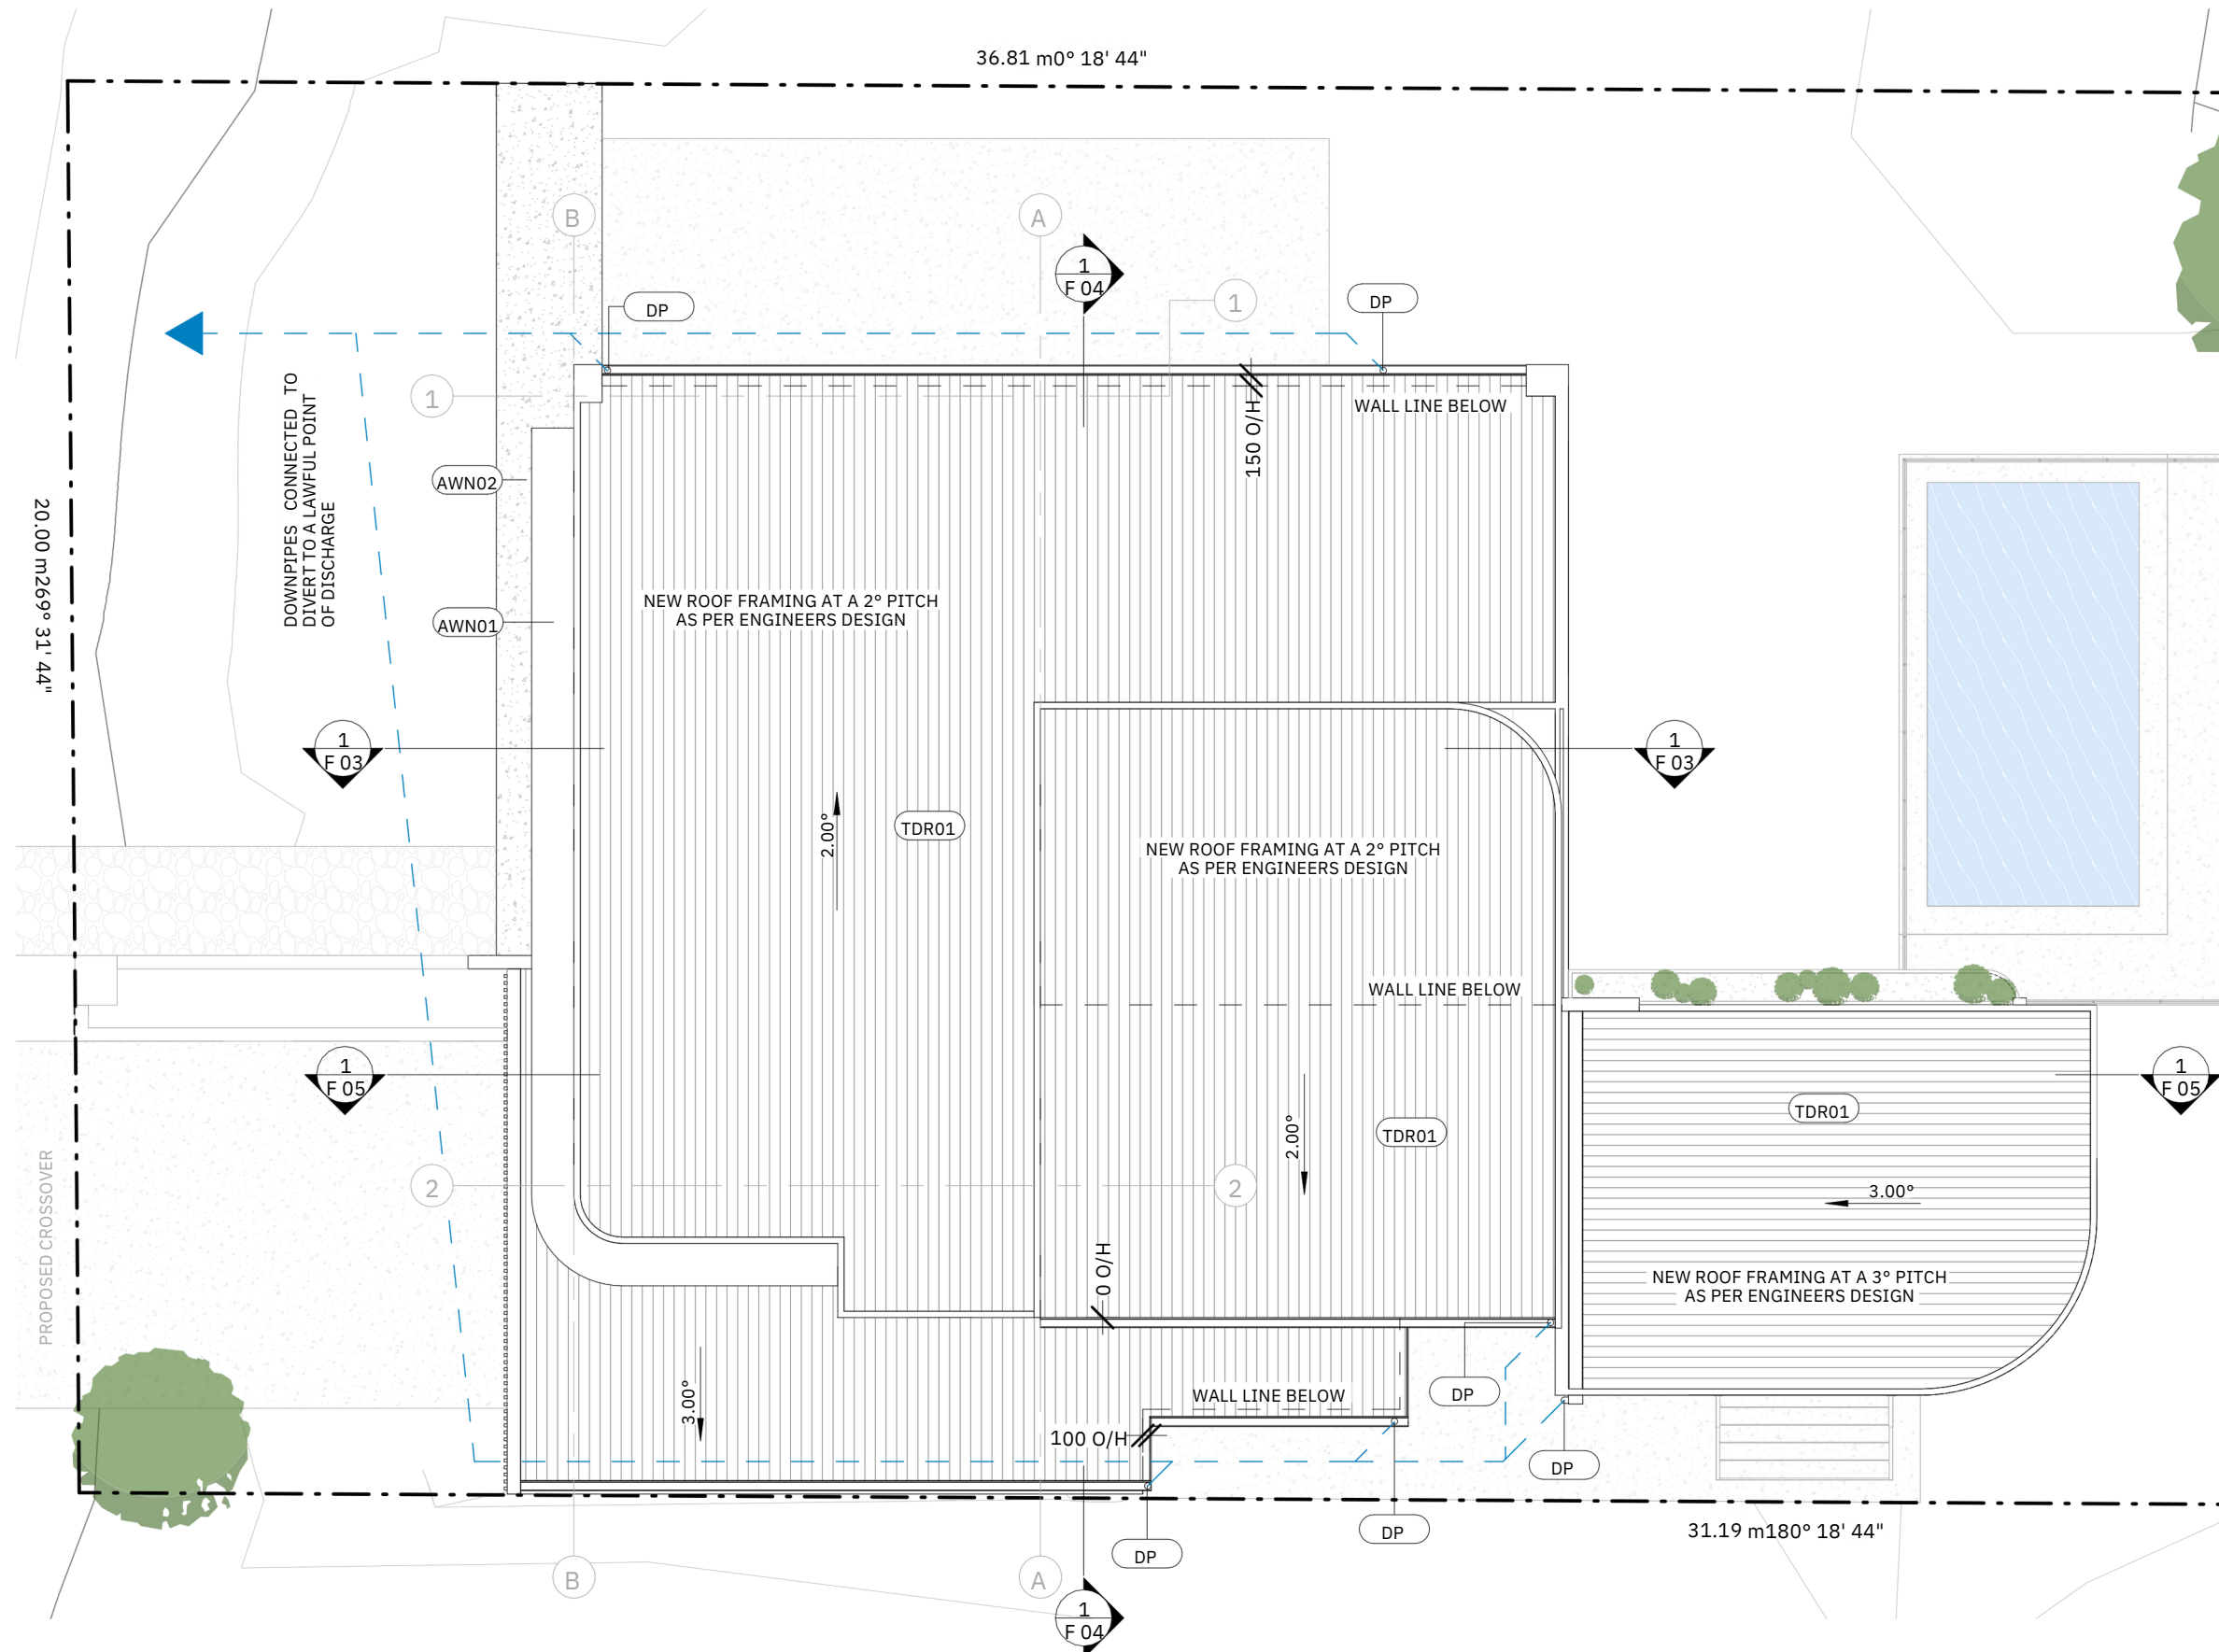 36.81 m0° 18' 44"
B
A
1
F 04
1
DP
DP
1
WALL LINE BELOW
150 O/H
DOWNPIPES CONNECTED TO
DIVERT TO A LAWFUL POINT
OF DISCHARGE
AWN02
AWN01
20.00 m269° 31' 44"
NEW ROOF FRAMING AT A 2° PITCH
AS PER ENGINEERS DESIGN
1
F 03
1
F 03
2.00°
TDR01
NEW ROOF FRAMING AT A 2° PITCH
AS PER ENGINEERS DESIGN
WALL LINE BELOW
1
F 05
1
F 05
TDR01
2.00°
TDR01
PROPOSED CROSSOVER
2
2
3.00°
0 O/H
NEW ROOF FRAMING AT A 3° PITCH
AS PER ENGINEERS DESIGN
3.00°
WALL LINE BELOW
DP
100 O/H
DP
DP
31.19 m180° 18' 44"
DP
B
A
1
F 04